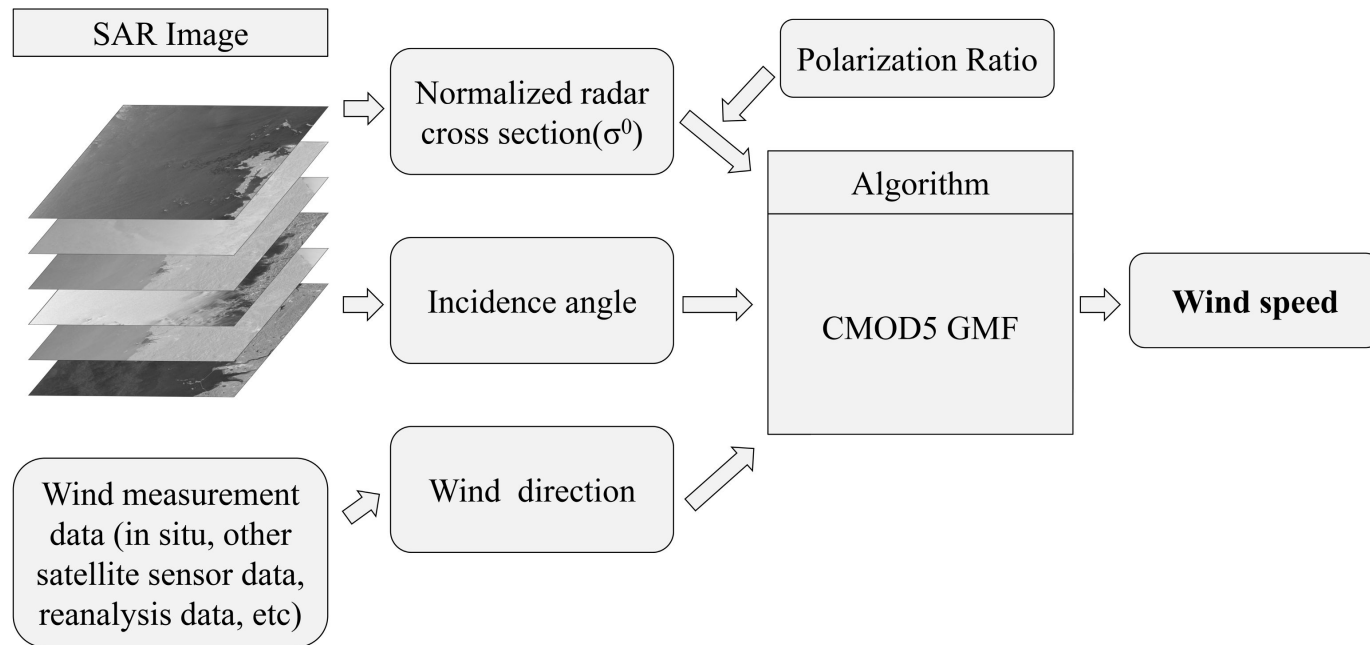 SAR Image
Normalized radar
cross section(σ⁰)
Polarization Ratio
Algorithm
CMOD5 GMF
Incidence angle
Wind speed
Wind direction
Wind measurement
data (in situ, other
satellite sensor data,
reanalysis data, etc)